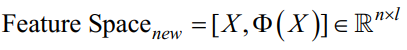 Feature Space_new = [X, Φ(X)] ∈ ℝ^{n×l}